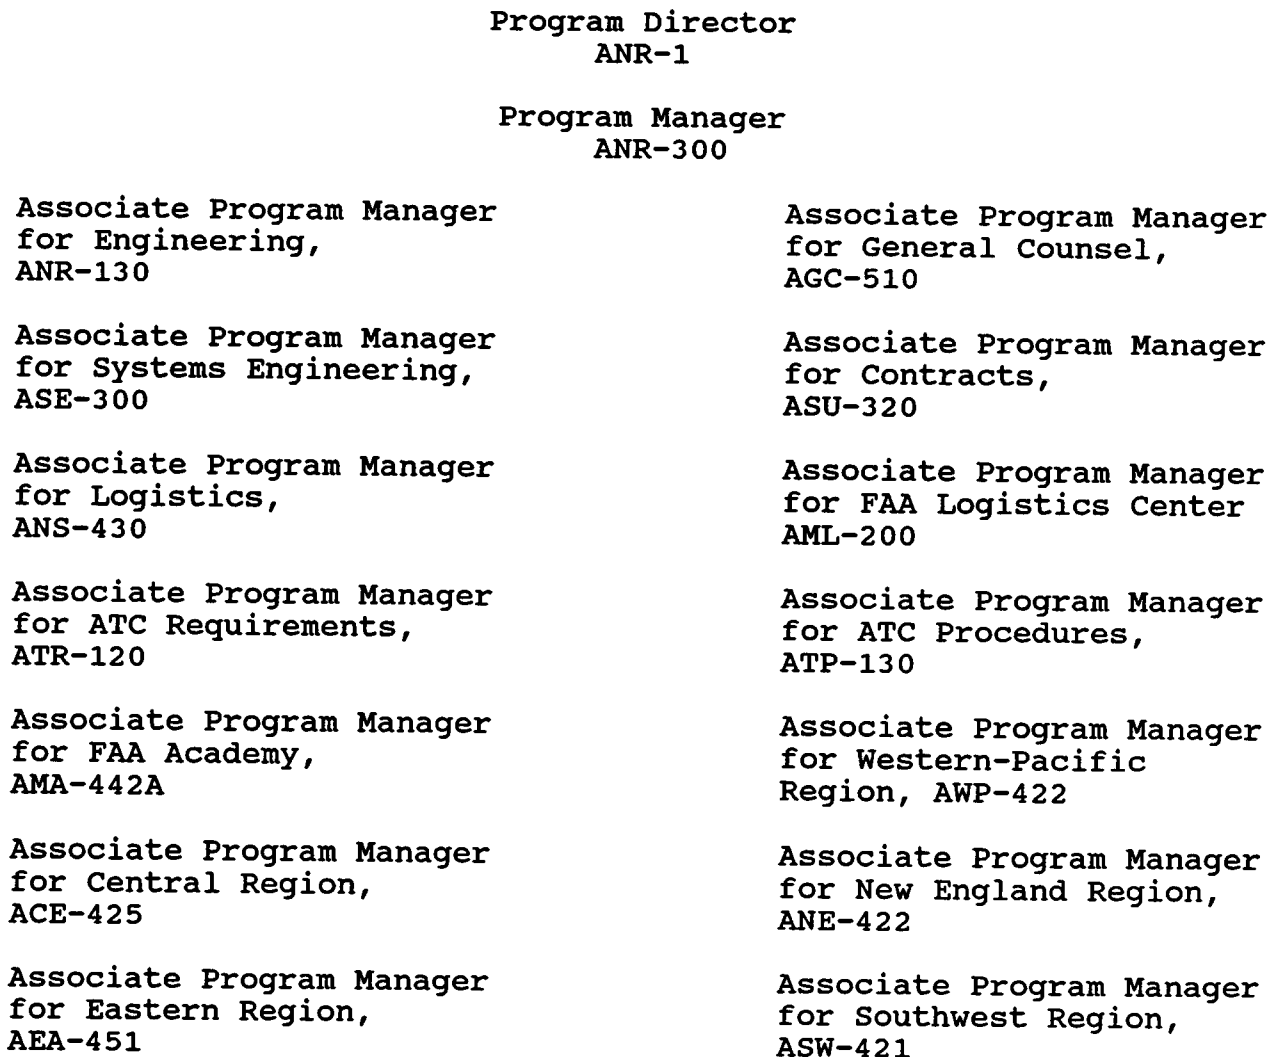 Program Director
ANR-1
Program Manager
ANR-300
Associate Program Manager
for Engineering,
ANR-130
Associate Program Manager
for Systems Engineering,
ASE-300
Associate Program Manager
for Logistics,
ANS-430
Associate Program Manager
for ATC Requirements,
ATR-120
Associate Program Manager
for FAA Academy,
AMA-442A
Associate Program Manager
for Central Region,
ACE-425
Associate Program Manager
for Eastern Region,
AEA-451
Associate Program Manager
for General Counsel,
AGC-510
Associate Program Manager
for Contracts,
ASU-320
Associate Program Manager
for FAA Logistics Center
AML-200
Associate Program Manager
for ATC Procedures,
ATP-130
Associate Program Manager
for Western-Pacific
Region, AWP-422
Associate Program Manager
for New England Region,
ANE-422
Associate Program Manager
for Southwest Region,
ASW-421